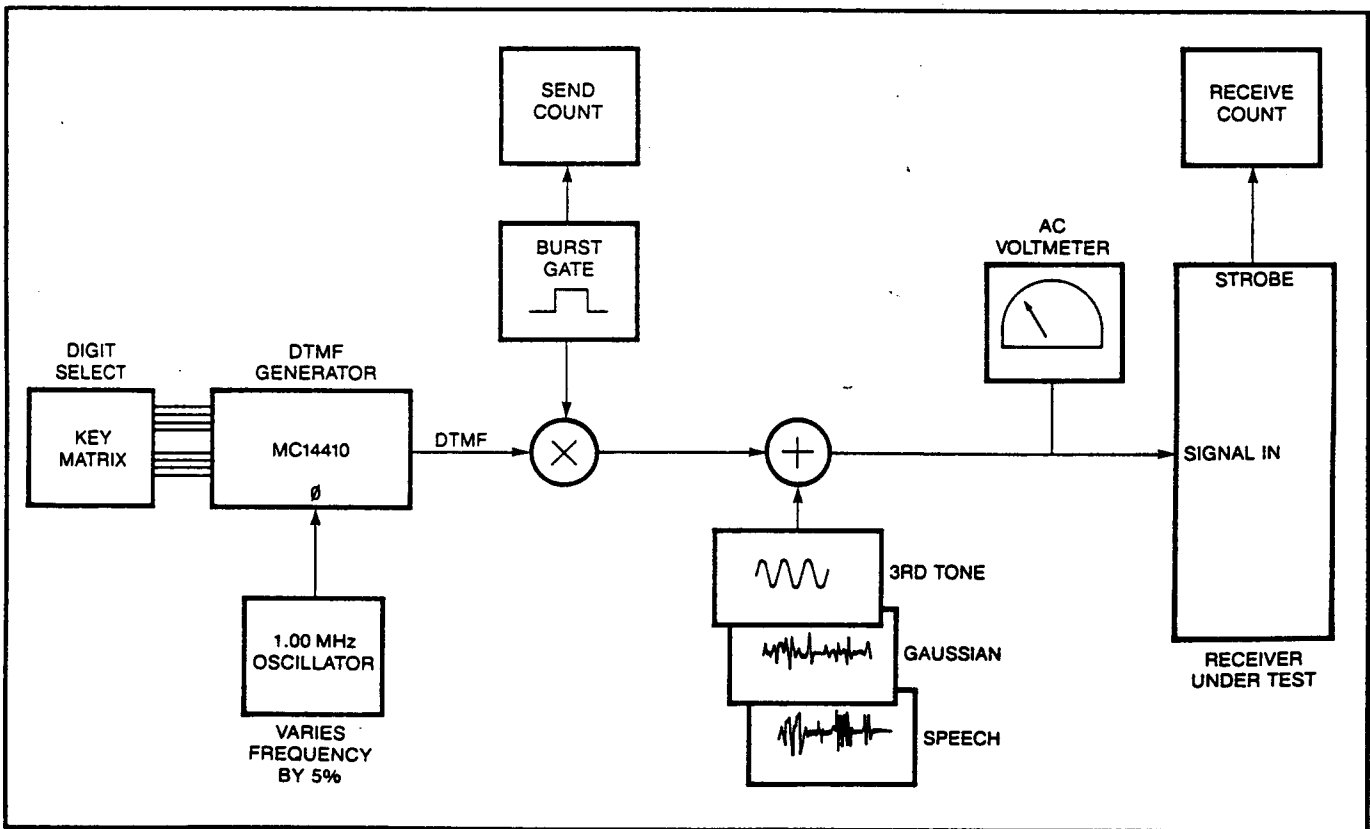 SEND
COUNT
RECEIVE
COUNT
BURST
GATE
AC
VOLTMETER
STROBE
DIGIT
SELECT
DTMF
GENERATOR
KEY
MATRIX
MC14410
ø
DTMF
SIGNAL IN
3RD TONE
1.00 MHz
OSCILLATOR
GAUSSIAN
RECEIVER
UNDER TEST
VARIES
FREQUENCY
BY 5%
SPEECH